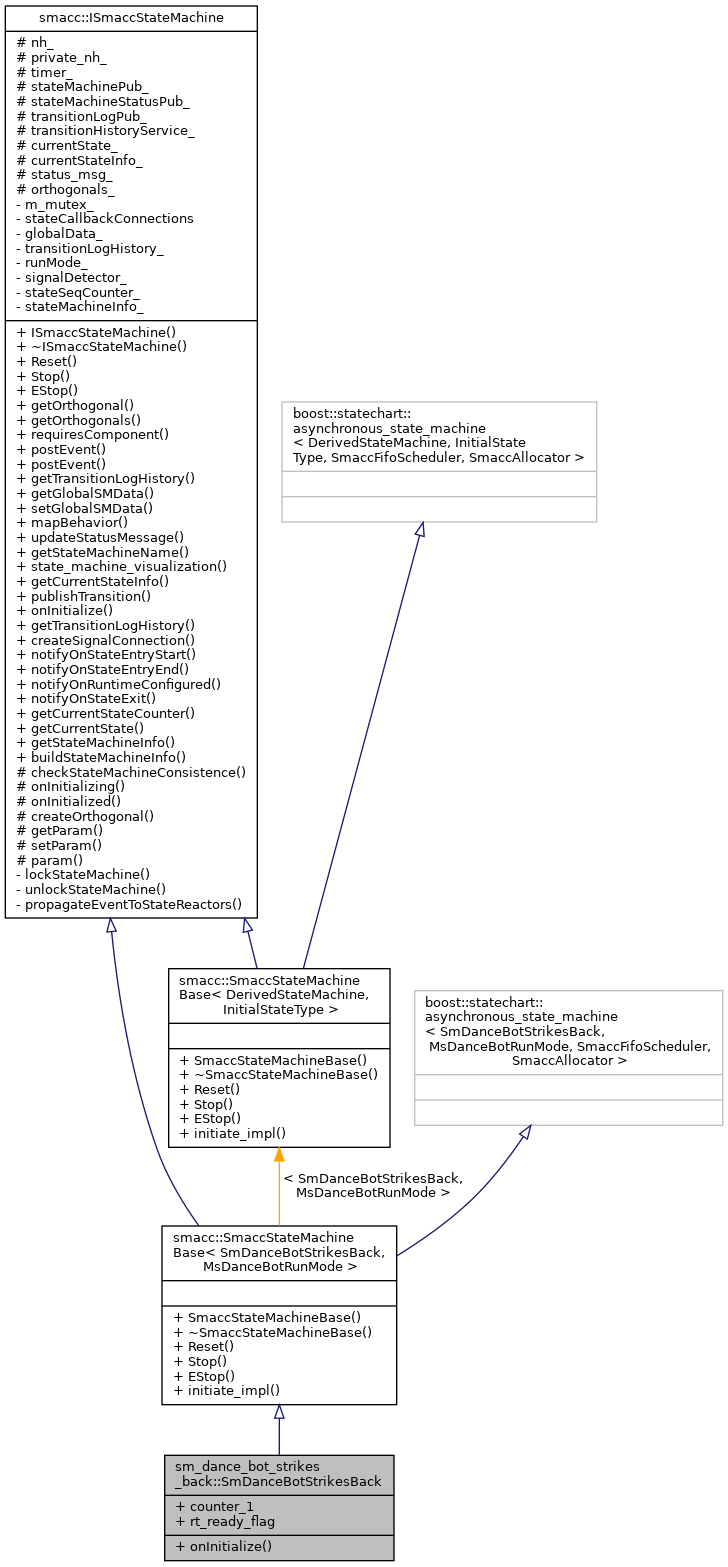 smacc::ISmaccStateMachine
# nh_
# private_nh_
# timer_
# stateMachinePub_
# stateMachineStatusPub_
# transitionLogPub_
# transitionHistoryService_
# currentState_
# currentStateInfo_
# status_msg_
# orthogonals_
- m_mutex_
- stateCallbackConnections
- globalData_
- transitionLogHistory_
- runMode_
- signalDetector_
- stateSeqCounter_
- stateMachineInfo_
+ ISmaccStateMachine()
+ ~ISmaccStateMachine()
+ Reset()
+ Stop()
+ EStop()
+ getOrthogonal()
+ getOrthogonals()
+ requiresComponent()
+ postEvent()
+ postEvent()
+ getTransitionLogHistory()
+ getGlobalSMData()
+ setGlobalSMData()
+ mapBehavior()
+ updateStatusMessage()
+ getStateMachineName()
+ state_machine_visualization()
+ getCurrentStateInfo()
+ publishTransition()
+ onInitialize()
+ getTransitionLogHistory()
+ createSignalConnection()
+ notifyOnStateEntryStart()
+ notifyOnStateEntryEnd()
+ notifyOnRuntimeConfigured()
+ notifyOnStateExit()
+ getCurrentStateCounter()
+ getCurrentState()
+ getStateMachineInfo()
+ buildStateMachineInfo()
# checkStateMachineConsistence()
# onInitializing()
# onInitialized()
# createOrthogonal()
# getParam()
# setParam()
# param()
- lockStateMachine()
- unlockStateMachine()
- propagateEventToStateReactors()
boost::statechart::
asynchronous_state_machine
< DerivedStateMachine, InitialState
Type, SmaccFifoScheduler, SmaccAllocator >
smacc::SmaccStateMachine
Base< DerivedStateMachine,
InitialStateType >
+ SmaccStateMachineBase()
+ ~SmaccStateMachineBase()
+ Reset()
+ Stop()
+ EStop()
+ initiate_impl()
boost::statechart::
asynchronous_state_machine
< SmDanceBotStrikesBack,
MsDanceBotRunMode, SmaccFifoScheduler,
SmaccAllocator >
< SmDanceBotStrikesBack,
MsDanceBotRunMode >
smacc::SmaccStateMachine
Base< SmDanceBotStrikesBack,
MsDanceBotRunMode >
+ SmaccStateMachineBase()
+ ~SmaccStateMachineBase()
+ Reset()
+ Stop()
+ EStop()
+ initiate_impl()
sm_dance_bot_strikes
_back::SmDanceBotStrikesBack
+ counter_1
+ rt_ready_flag
+ onInitialize()